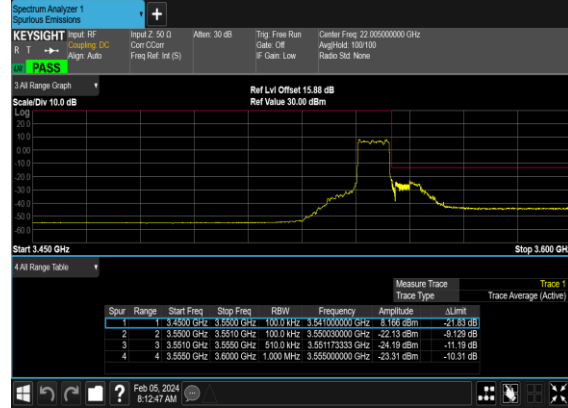 Spectrum Analyzer 1
Spurious Emissions
KEYSIGHT Input: RF Input Z: 50 Ω Atten: 30 dB Trig: Free Run Center Freq: 22.005000000 GHz
R T Coupling: DC Corr CCorr Gate: Off Avg|Hold: 100/100
Align: Auto Freq Ref: Int (S) IF Gain: Low Radio Std: None
PASS
3 All Range Graph
Ref Lvl Offset 15.88 dB
Scale/Div 10.0 dB Ref Value 30.00 dBm
Log
20.0
10.0
0.00
-10.0
-20.0
-30.0
-40.0
-50.0
-60.0
Start 3.450 GHz Stop 3.600 GH
4 All Range Table
Measure Trace Trace 1
Trace Type Trace Average (Active)
Spur Range Start Freq Stop Freq RBW Frequency Amplitude ΔLimit
1 1 3.4500 GHz 3.5500 GHz 100.0 kHz 3.541000000 GHz 8.166 dBm -21.83 dB
2 2 3.5500 GHz 3.5510 GHz 100.0 kHz 3.550030000 GHz -22.13 dBm -9.129 dB
3 3 3.5510 GHz 3.5550 GHz 510.0 kHz 3.551173333 GHz -24.19 dBm -11.19 dB
4 4 3.5550 GHz 3.6000 GHz 1.000 MHz 3.555000000 GHz -23.31 dBm -10.31 dB
?
Feb 05, 2024
8:12:47 AM